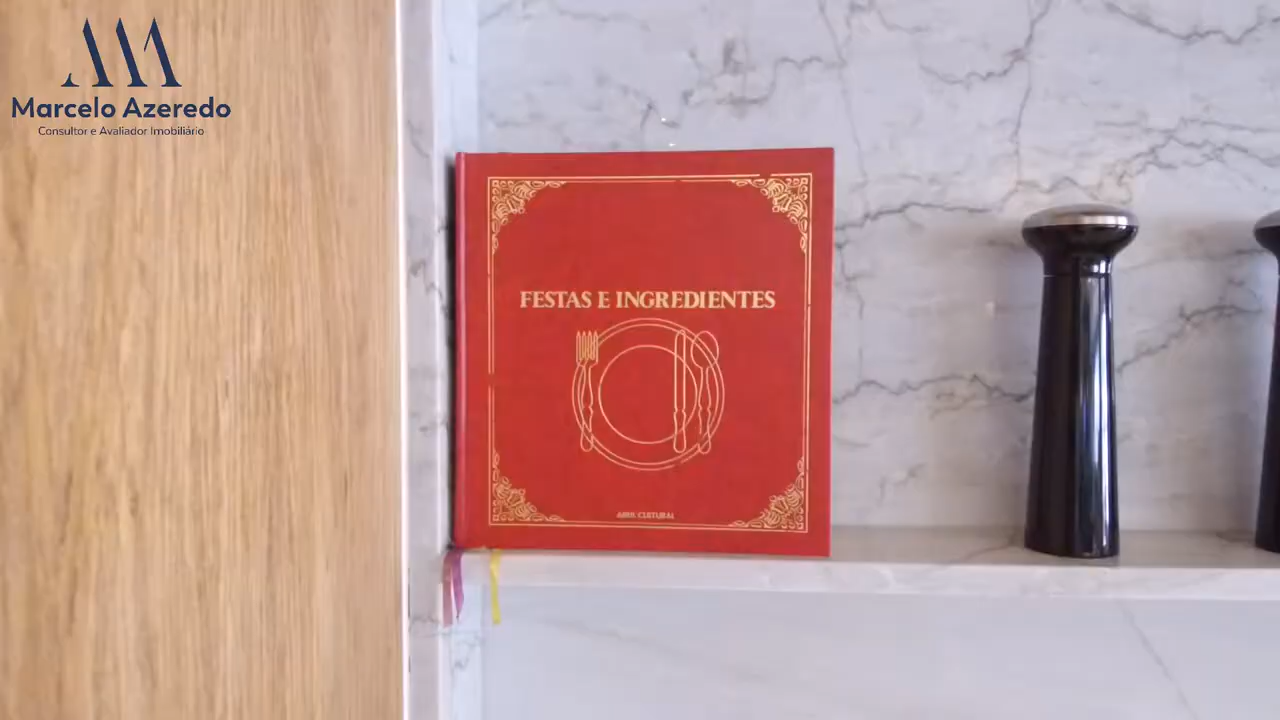 Marcelo Azeredo
Consultor e Avaliador Imobiliário
FESTAS E INGREDIENTES
ABRIL CULTURAL